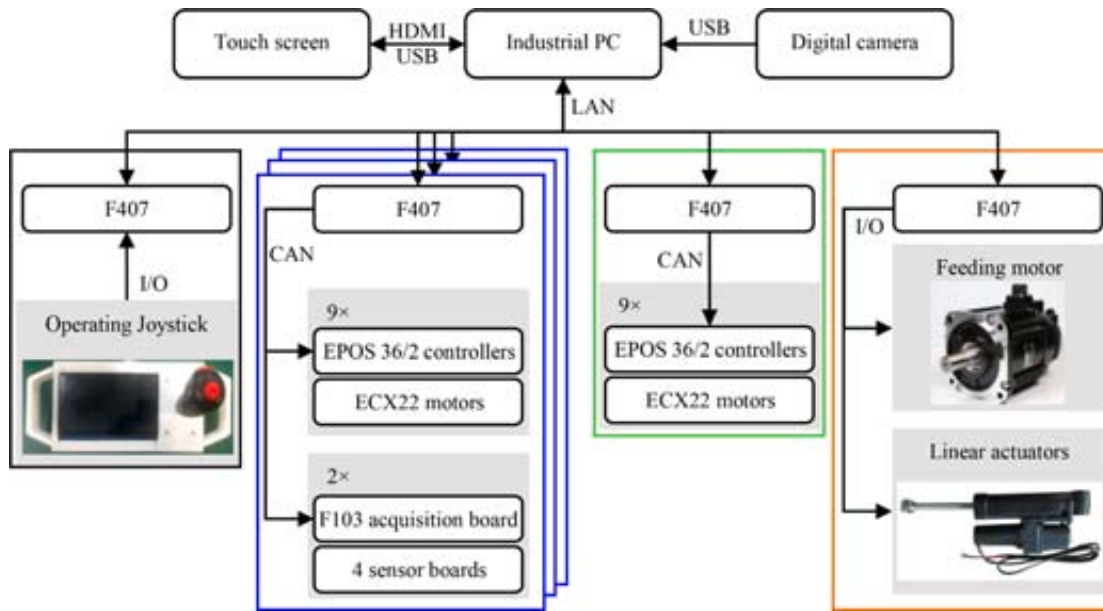 Touch screen
HDMI
USB
Industrial PC
USB
Digital camera
LAN
F407
I/O
Operating Joystick
F407
CAN
9×
EPOS 36/2 controllers
ECX22 motors
2×
F103 acquisition board
4 sensor boards
F407
CAN
9×
EPOS 36/2 controllers
ECX22 motors
F407
I/O
Feeding motor
Linear actuators